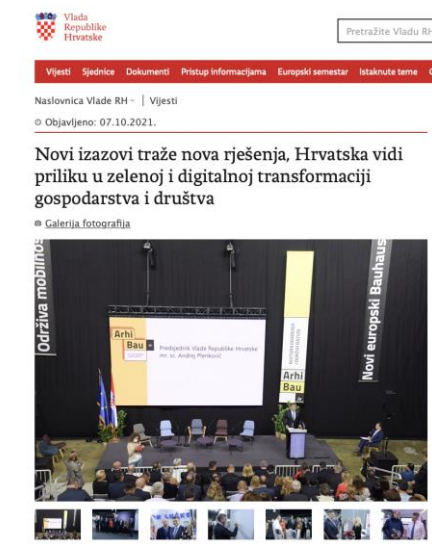 Vlada
Republike
Hrvatske
Pretražite Vladu RH
Vijesti Sjednice Dokumenti Pristup informacijama Europski semestar Istaknute teme
Naslovnica Vlade RH - | Vijesti
Objavljeno: 07.10.2021.
Novi izazovi traže nova rješenja, Hrvatska vidi
priliku u zelenoj i digitalnoj transformaciji
gospodarstva i društva
Galerija fotografija
Održiva mobilnos
Arhi
Bau
Predsjednik Vlade Republike Hrvatske
mr. sc. Andrej Plenković
Arhi
Bau
Novi europski Bauhaus